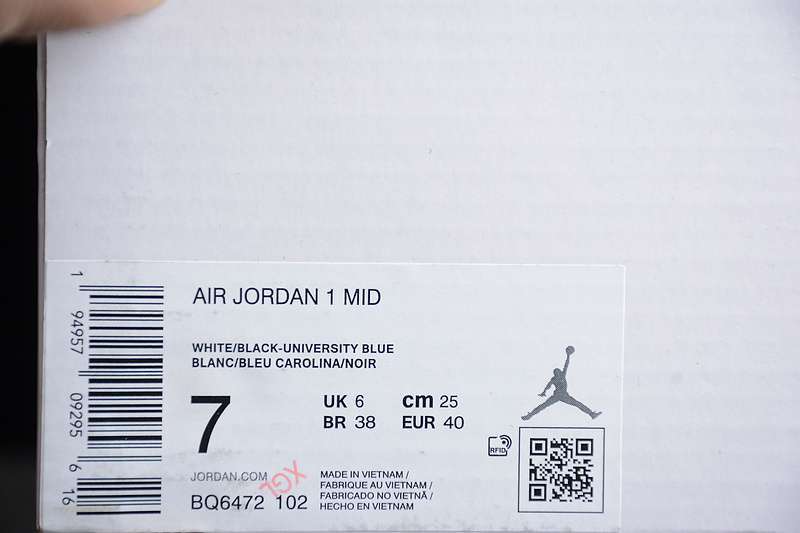 1 94957 09295 6 16
AIR JORDAN 1 MID
WHITE/BLACK-UNIVERSITY BLUE
BLANC/BLEU CAROLINA/NOIR
7
UK 6 cm 25
BR 38 EUR 40
RFID
JORDAN.COM
XGL
BQ6472 102
MADE IN VIETNAM /
FABRIQUE AU VIETNAM /
FABRICADO NO VIETNÃ /
HECHO EN VIETNAM